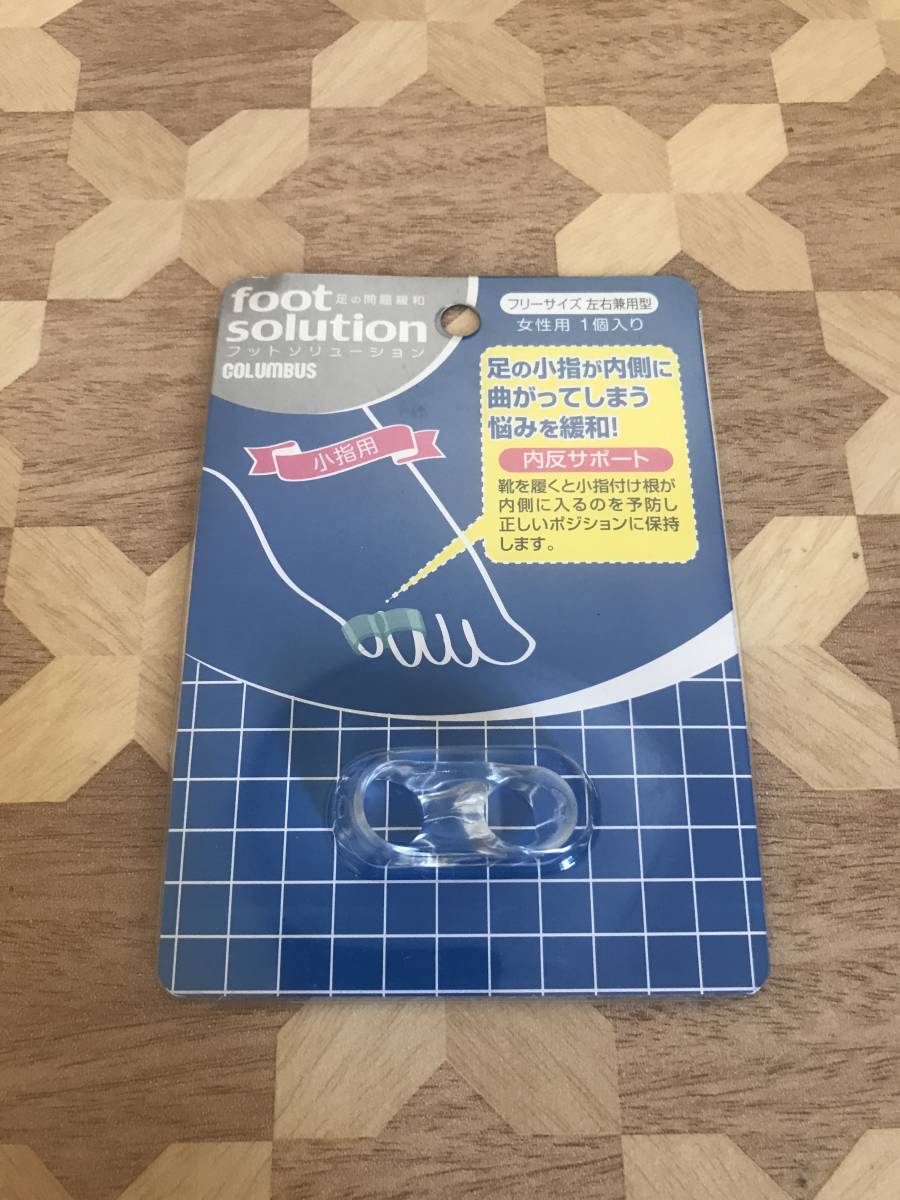 foot
足の問題緩和
solution
フットソリューション
COLUMBUS
フリーサイズ 左右兼用型
女性用 1個入り
足の小指が内側に
曲がってしまう
悩みを緩和!
内反サポート
靴を履くと小指付け根が
内側に入るのを予防し
正しいポジションに保持
します。
小指用